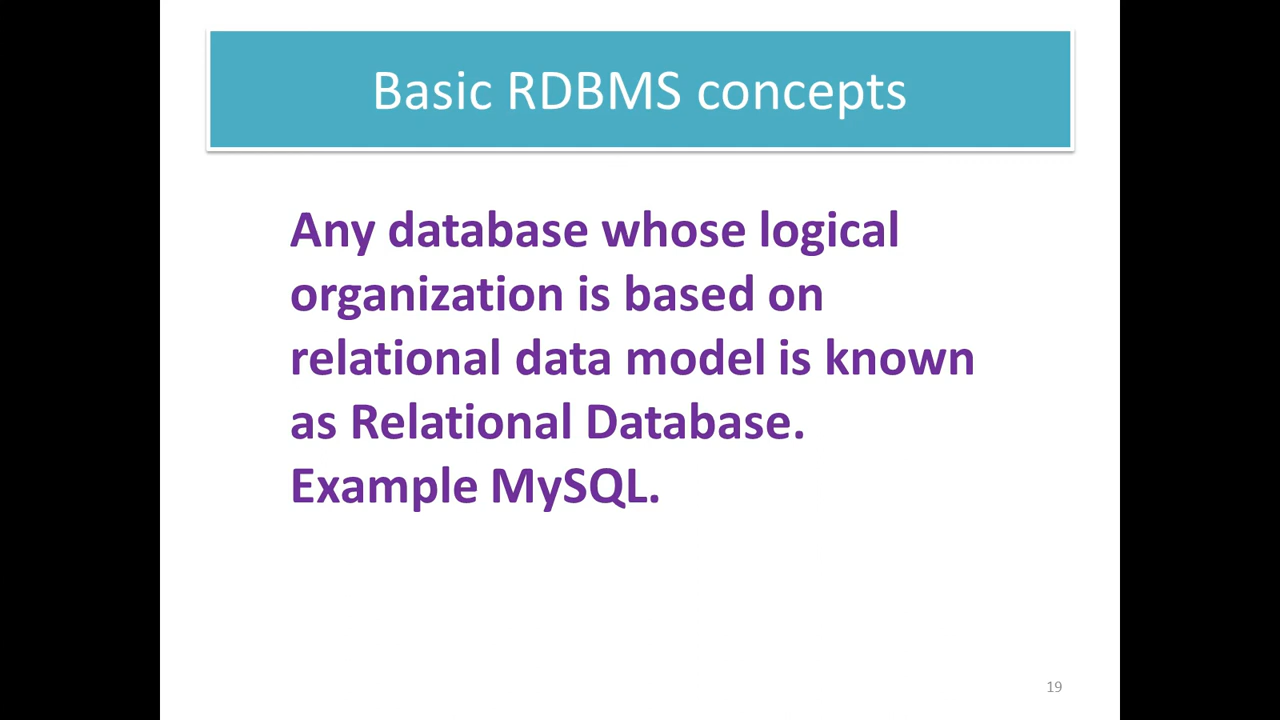 Basic RDBMS concepts
Any database whose logical
organization is based on
relational data model is known
as Relational Database.
Example MySQL.
19